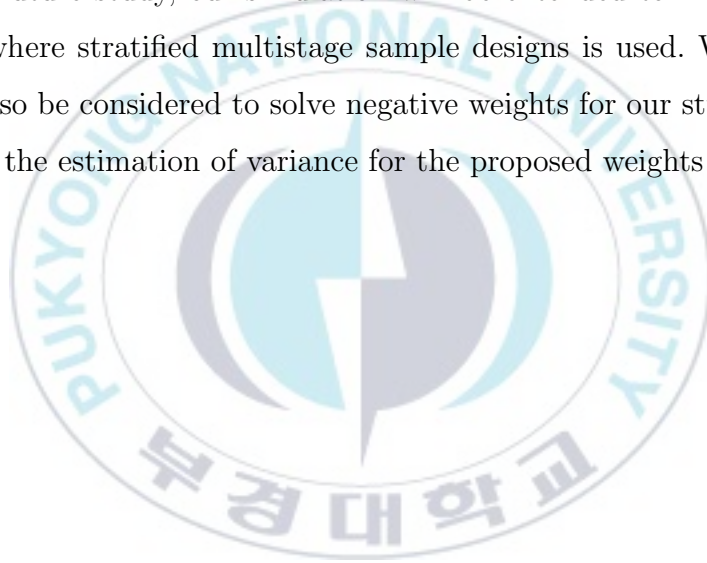 where stratified multistage sample designs is used.
so be considered to solve negative weights for our
the estimation of variance for the proposed weights
PUKYONG NATIONAL UNIVERSITY
부경대학교